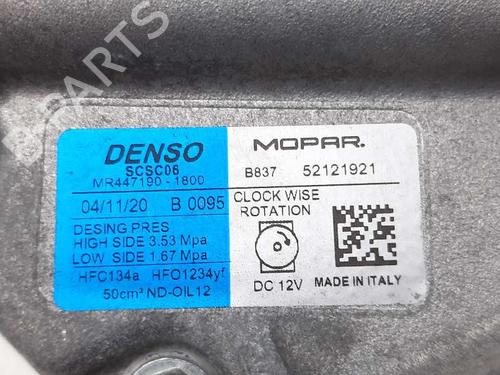 B PARTS
DENSO
SCSC06
MR447190-1800
04/11/20 B 0095
DESING PRES
HIGH SIDE 3.53 Mpa
LOW SIDE 1.67 Mpa
HFC134a HFO1234yf
50cm³ ND-OIL12
MOPAR.
B837 52121921
CLOCK WISE
ROTATION
DC 12V
MADE IN ITALY